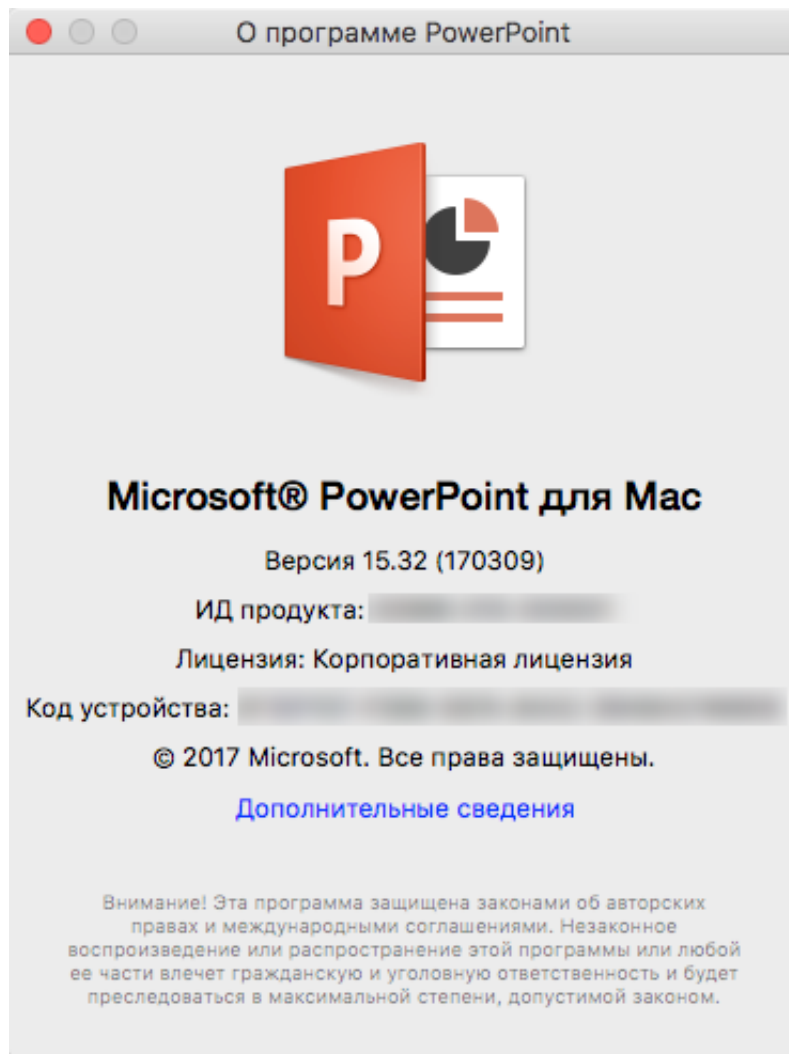 О программе PowerPoint
P
Microsoft® PowerPoint для Mac
Версия 15.32 (170309)
ИД продукта:
Лицензия: Корпоративная лицензия
Код устройства:
© 2017 Microsoft. Все права защищены.
Дополнительные сведения
Внимание! Эта программа защищена законами об авторских
правах и международными соглашениями. Незаконное
воспроизведение или распространение этой программы или любой
ее части влечет гражданскую и уголовную ответственность и будет
преследоваться в максимальной степени, допустимой законом.